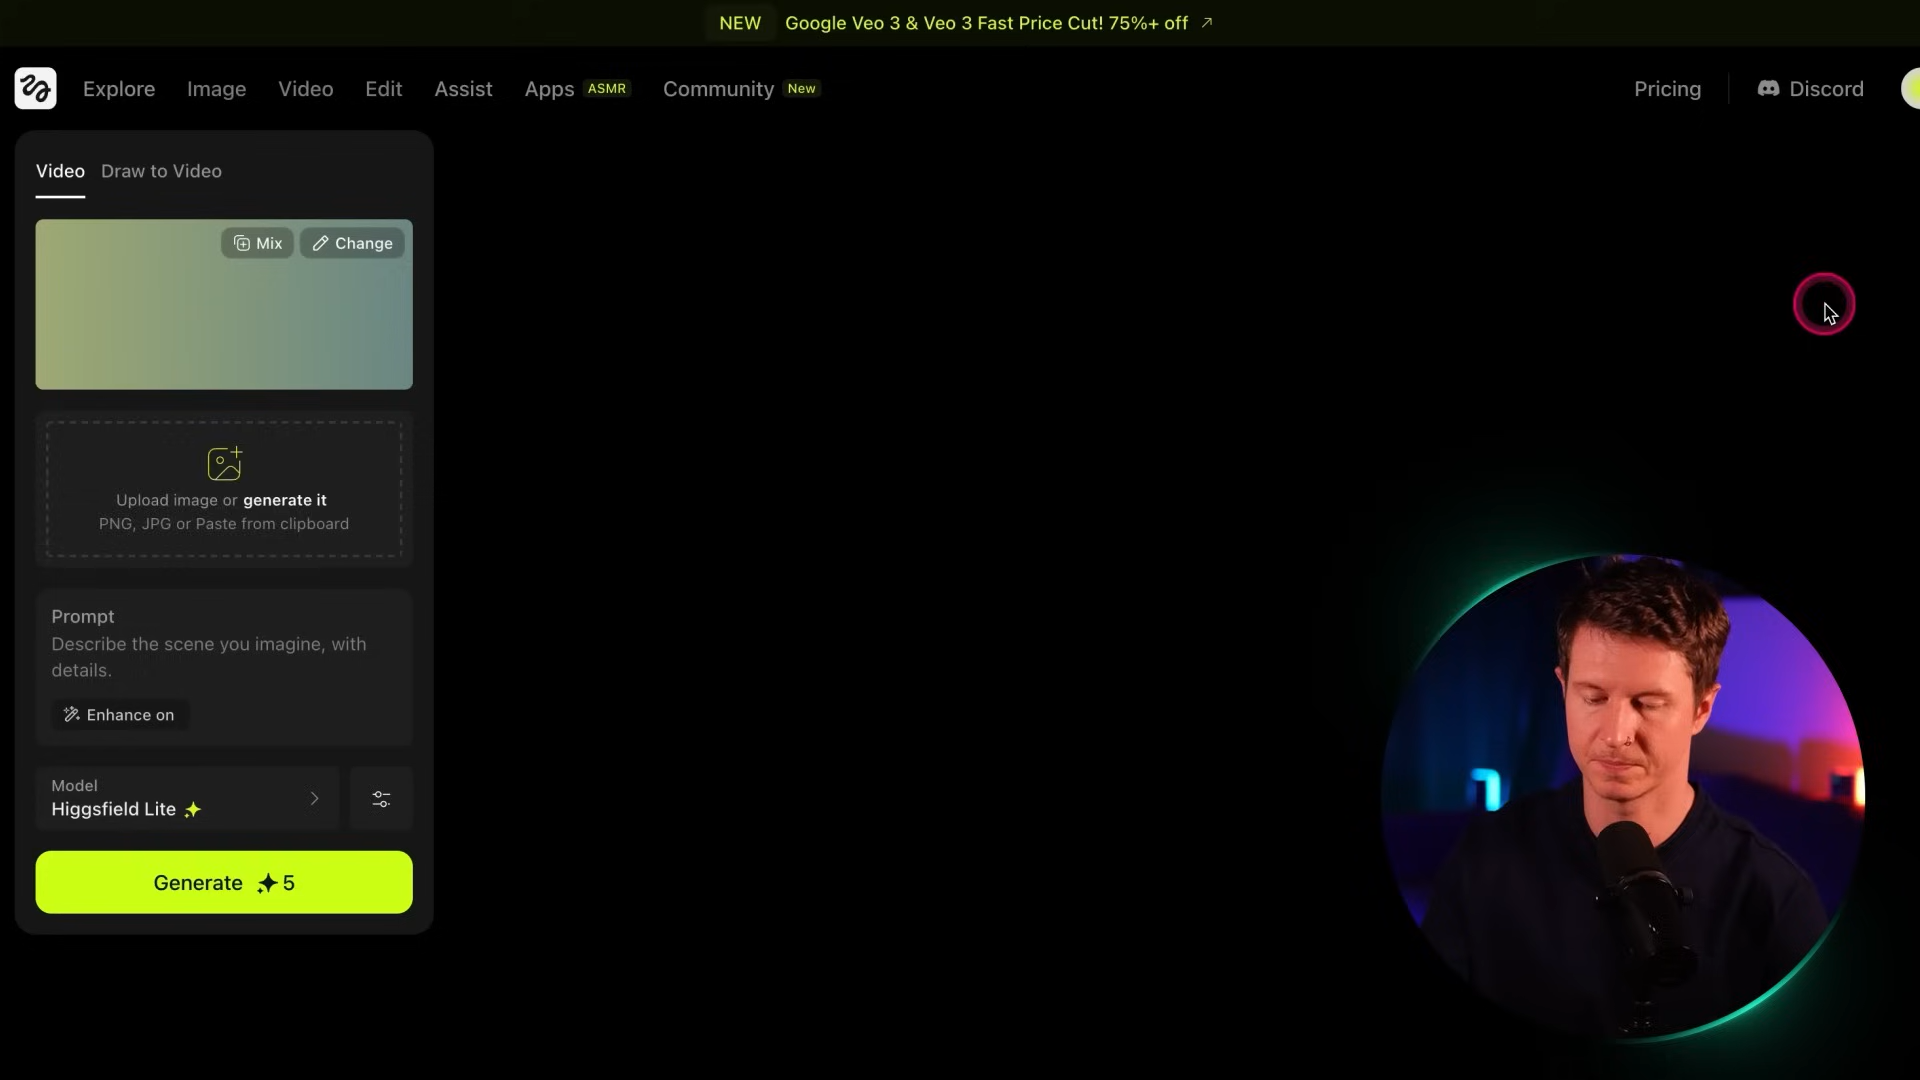 NEW Google Veo 3 & Veo 3 Fast Price Cut! 75%+ off
Explore Image Video Edit Assist Apps ASMR Community New Pricing Discord
Video Draw to Video
Mix Change
Upload image or generate it
PNG, JPG or Paste from clipboard
Prompt
Describe the scene you imagine, with
details.
Enhance on
Model
Higgsfield Lite
Generate 5